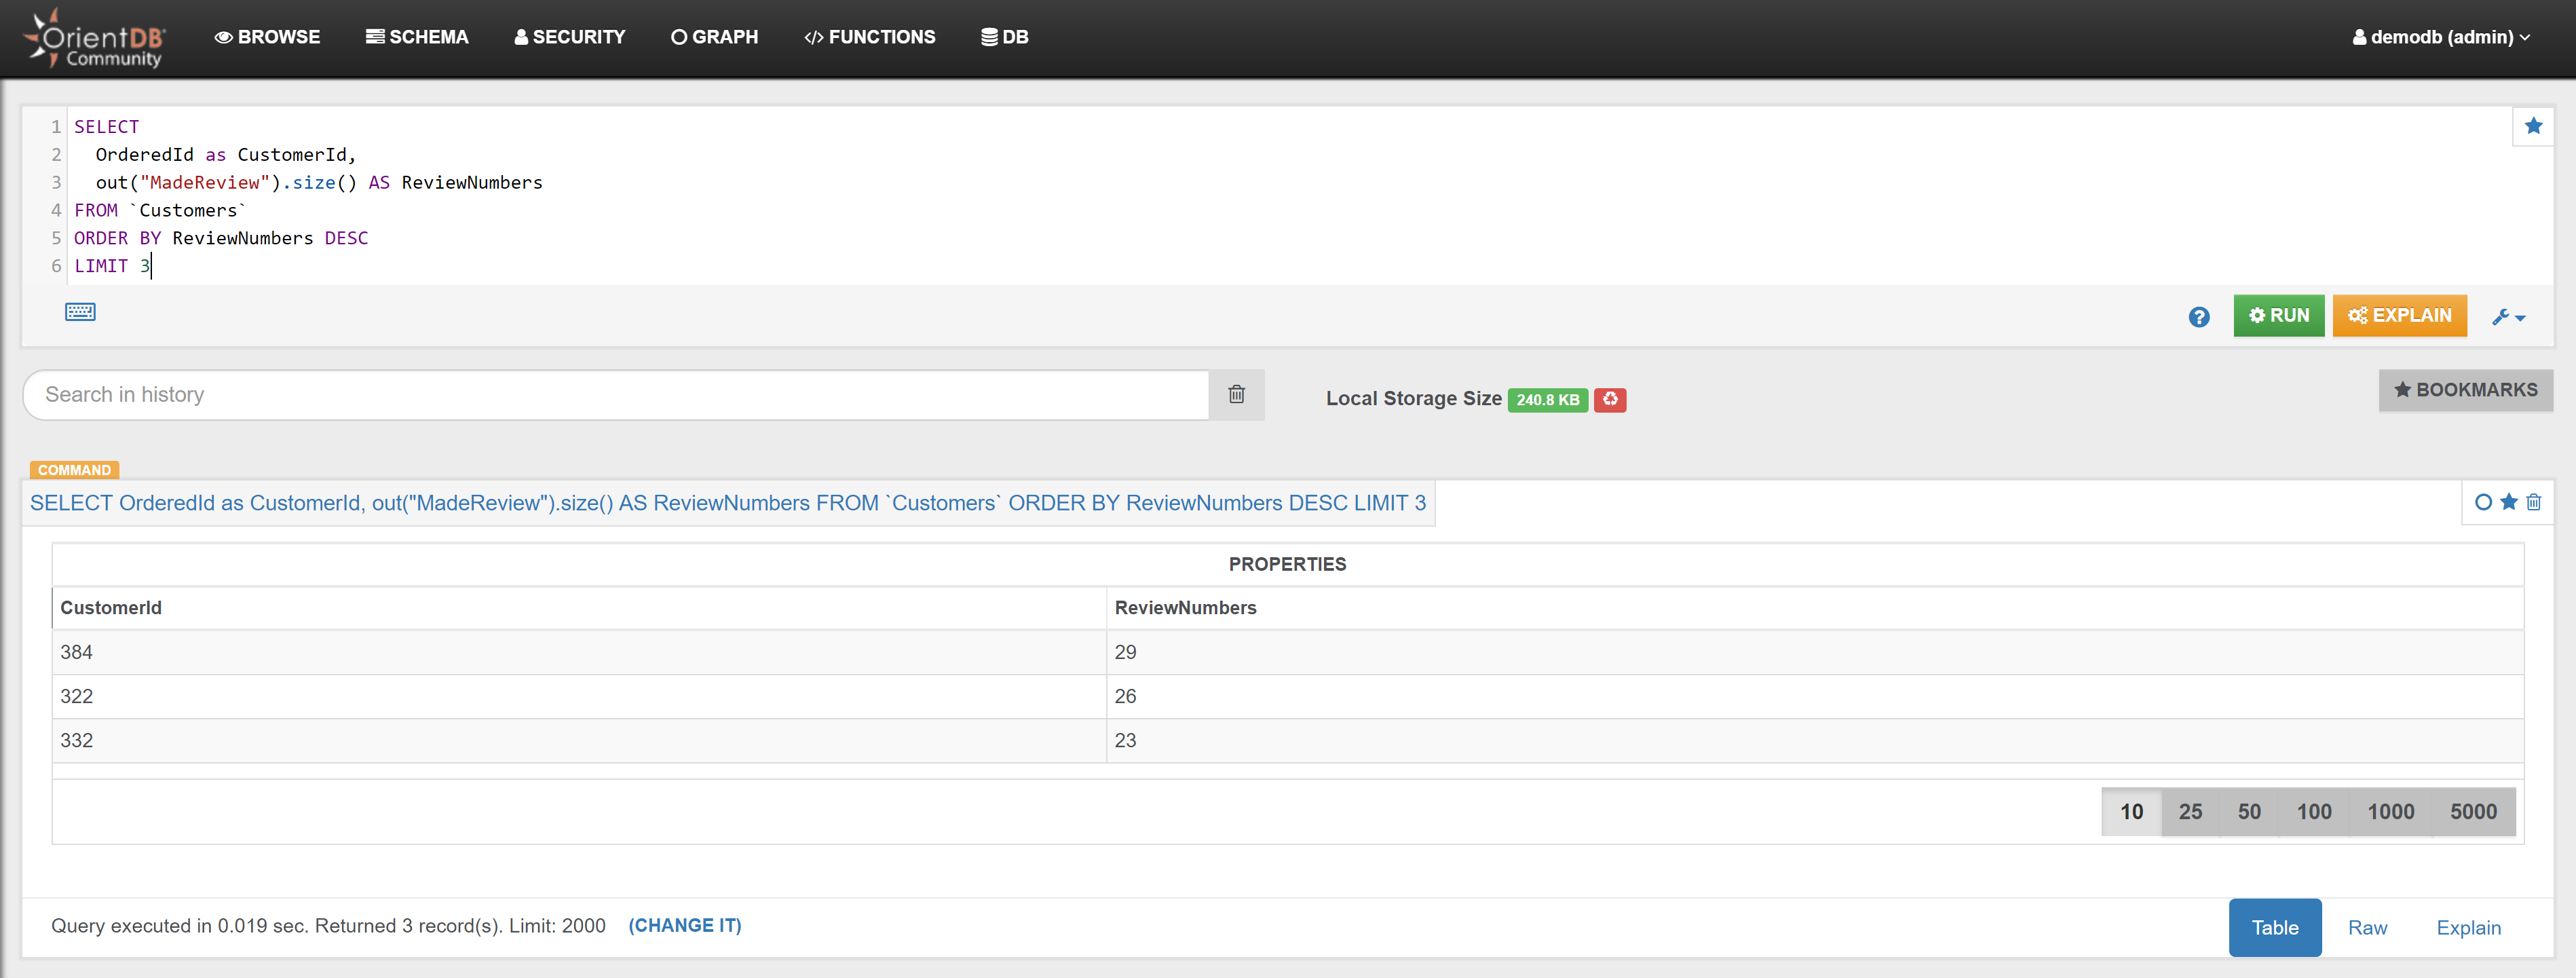 OrientDB
Community
BROWSE SCHEMA SECURITY GRAPH FUNCTIONS DB demodb (admin)
1 SELECT
2 OrderedId as CustomerId,
3 out("MadeReview").size() AS ReviewNumbers
4 FROM `Customers`
5 ORDER BY ReviewNumbers DESC
6 LIMIT 3
? RUN EXPLAIN
Search in history
Local Storage Size 240.8 KB
BOOKMARKS
COMMAND
SELECT OrderedId as CustomerId, out("MadeReview").size() AS ReviewNumbers FROM `Customers` ORDER BY ReviewNumbers DESC LIMIT 3
PROPERTIES
CustomerId ReviewNumbers
384 29
322 26
332 23
10 25 50 100 1000 5000
Query executed in 0.019 sec. Returned 3 record(s). Limit: 2000 (CHANGE IT)
Table Raw Explain